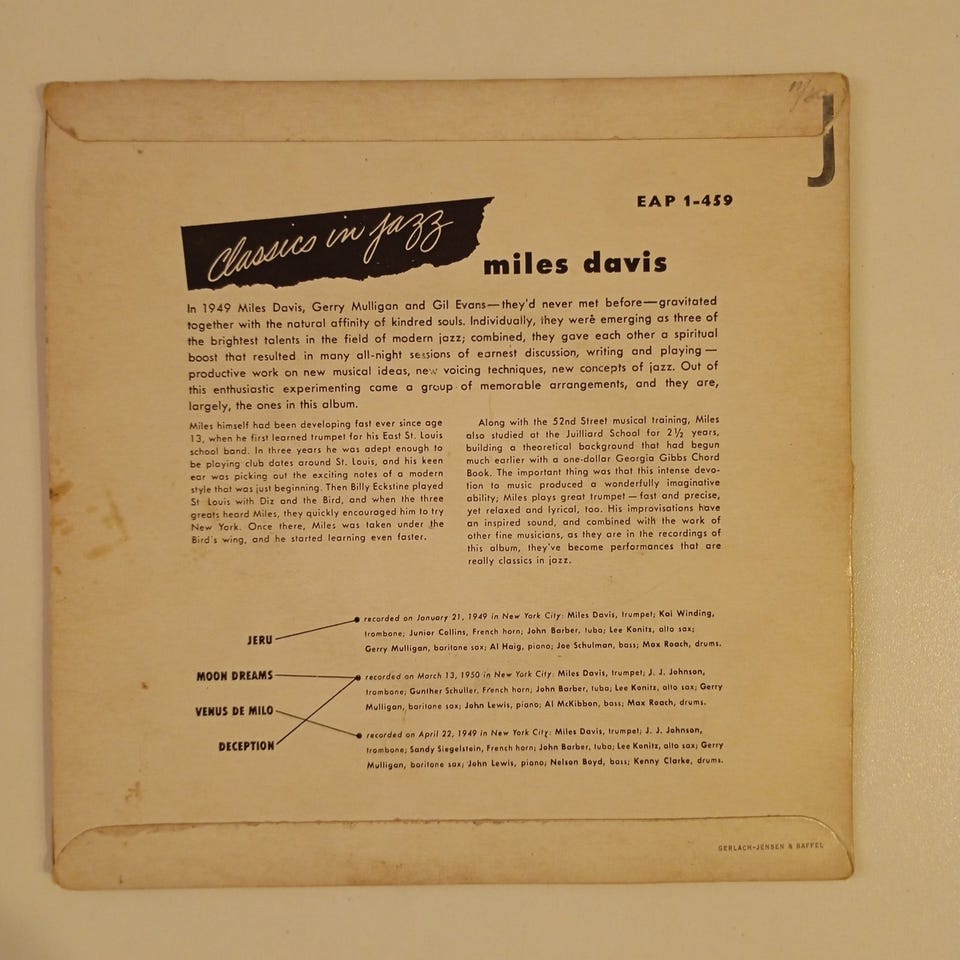 J
EAP 1-459
Classics in jazz
miles davis
In 1949 Miles Davis, Gerry Mulligan and Gil Evans—they'd never met before—gravitated
together with the natural affinity of kindred souls. Individually, they were emerging as three of
the brightest talents in the field of modern jazz; combined, they gave each other a spiritual
boost that resulted in many all-night sessions of earnest discussion, writing and playing—
productive work on new musical ideas, new voicing techniques, new concepts of jazz. Out of
this enthusiastic experimenting came a group of memorable arrangements, and they are,
largely, the ones in this album.
Miles himself had been developing fast ever since age
13, when he first learned trumpet for his East St. Louis
school band. In three years he was adept enough to
be playing club dates around St. Louis, and his keen
ear was picking out the exciting notes of a modern
style that was just beginning. Then Billy Eckstine played
St Louis with Diz and the Bird, and when the three
greats heard Miles, they quickly encouraged him to try
New York. Once there, Miles was taken under the
Bird's wing, and he started learning even faster.
Along with the 52nd Street musical training, Miles
also studied at the Juilliard School for 2½ years,
building a theoretical background that had begun
much earlier with a one-dollar Georgia Gibbs Chord
Book. The important thing was that this intense devo-
tion to music produced a wonderfully imaginative
ability; Miles plays great trumpet—fast and precise,
yet relaxed and lyrical, too. His improvisations have
an inspired sound, and combined with the work of
other fine musicians, as they are in the recordings of
this album, they've become performances that are
really classics in jazz.
JERU
recorded on January 21, 1949 in New York City: Miles Davis, trumpet; Kai Winding,
trombone; Junior Collins, French horn; John Barber, tuba; Lee Konitz, alto sax;
Gerry Mulligan, baritone sax; Al Haig, piano; Joe Schulman, bass; Max Roach, drums.
MOON DREAMS
recorded on March 13, 1950 in New York City: Miles Davis, trumpet; J. J. Johnson,
trombone; Gunther Schuller, French horn; John Barber, tuba; Lee Konitz, alto sax; Gerry
Mulligan, baritone sax; John Lewis, piano; Al McKibbon, bass; Max Roach, drums.
VENUS DE MILO
DECEPTION
recorded on April 22, 1949 in New York City: Miles Davis, trumpet; J. J. Johnson,
trombone; Sandy Siegelstein, French horn; John Barber, tuba; Lee Konitz, alto sax; Gerry
Mulligan, baritone sax; John Lewis, piano; Nelson Boyd, bass; Kenny Clarke, drums.
GERLACH-JENSEN &